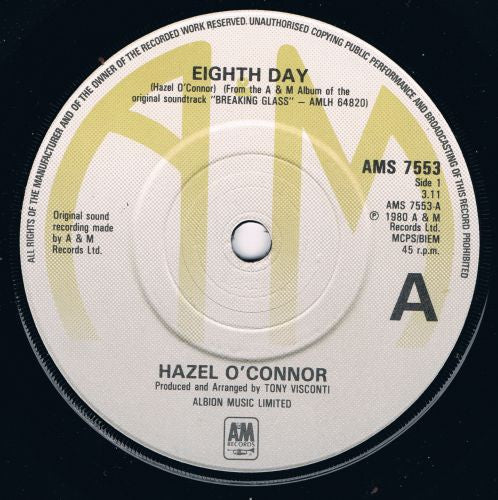 ALL RIGHTS OF THE MANUFACTURER AND OF THE OWNER OF THE RECORDED WORK RESERVED. UNAUTHORISED COPYING PUBLIC PERFORMANCE AND BROADCASTING OF THIS RECORD PROHIBITED
EIGHTH DAY
(Hazel O'Connor) (From the A & M Album of the
original soundtrack "BREAKING GLASS" – AMLH 64820)
AMS 7553
Side 1
3.11
AMS 7553-A
℗ 1980 A & M
Records Ltd.
MCPS/BIEM
45 r.p.m.
Original sound
recording made
by A & M
Records Ltd.
A
HAZEL O'CONNOR
Produced and Arranged by TONY VISCONTI
ALBION MUSIC LIMITED
AM
RECORDS